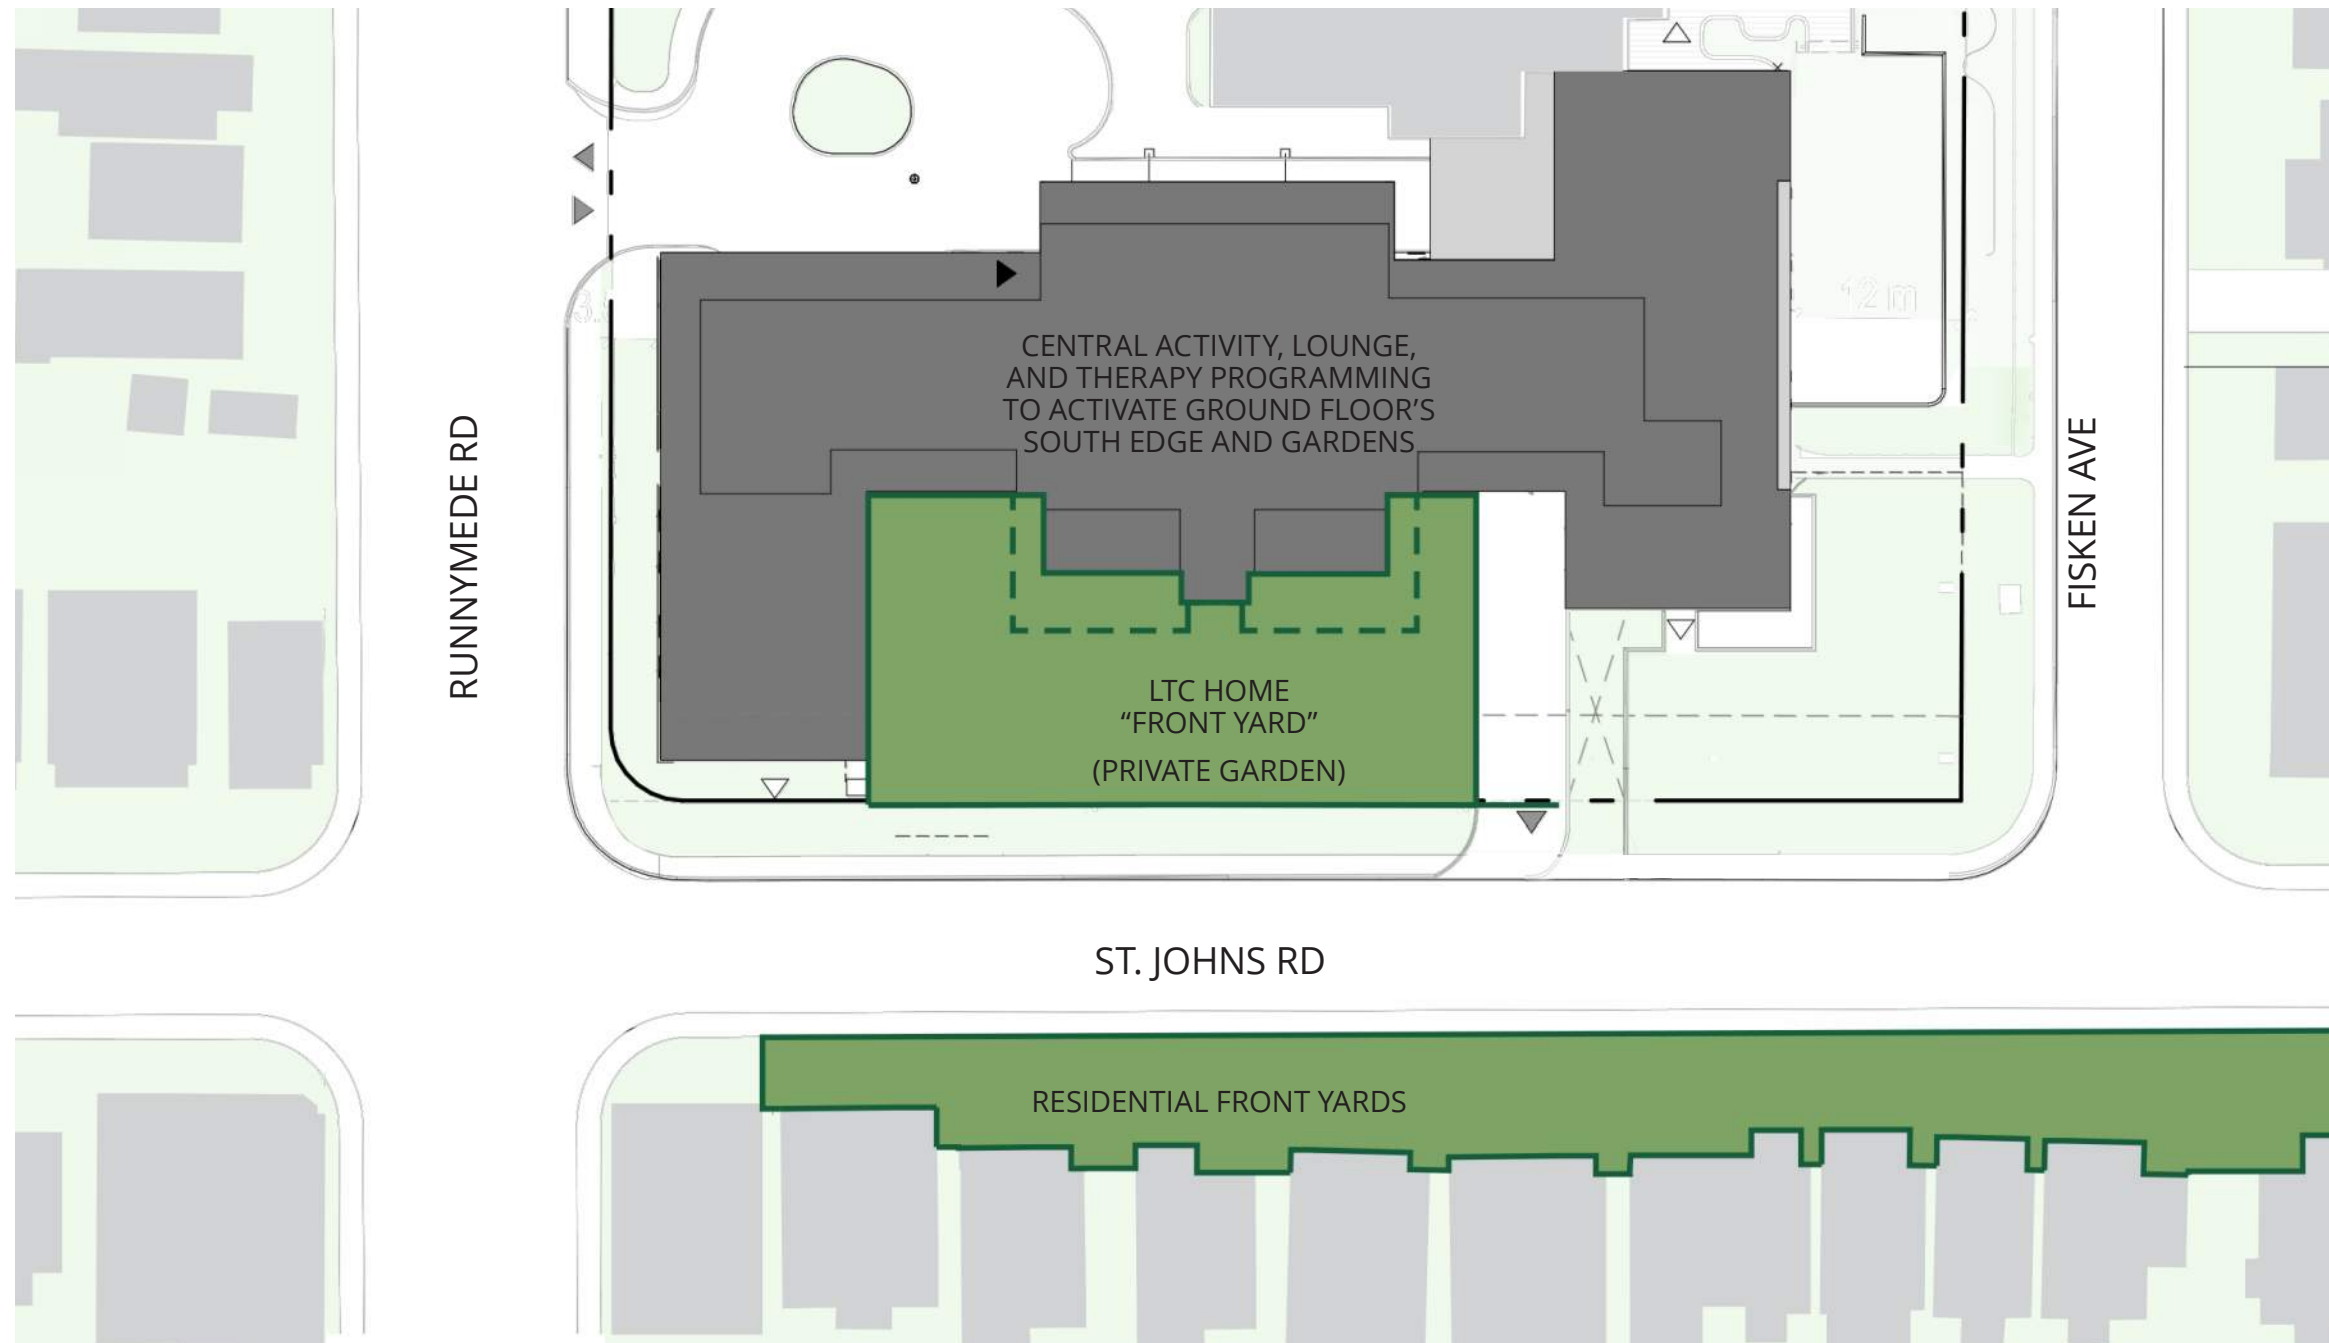 12 m
CENTRAL ACTIVITY, LOUNGE,
AND THERAPY PROGRAMMING
TO ACTIVATE GROUND FLOOR'S
SOUTH EDGE AND GARDENS
RUNNYMEDE RD
FISKEN AVE
LTC HOME
“FRONT YARD”
(PRIVATE GARDEN)
ST. JOHNS RD
RESIDENTIAL FRONT YARDS